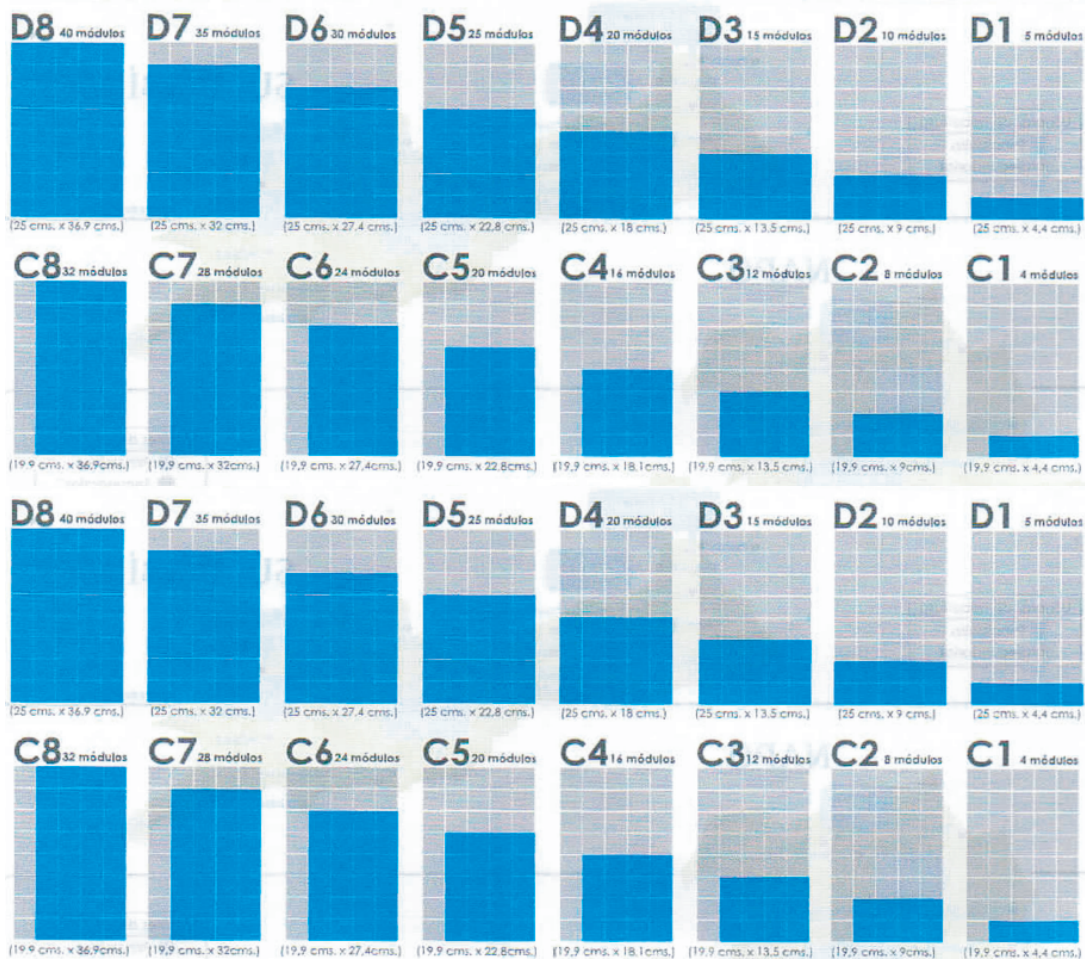 D8 40 módulos D7 35 módulos D6 30 módulos D5 25 módulos D4 20 módulos D3 15 módulos D2 10 módulos D1 5 módulos
(25 cms. x 36.9 cms.) (25 cms. x 32 cms.) (25 cms. x 27.4 cms.) (25 cms. x 22.8 cms.) (25 cms. x 18 cms.) (25 cms. x 13.5 cms.) (25 cms. x 9 cms.) (25 cms. x 4,4 cms.)
C8 32 módulos C7 28 módulos C6 24 módulos C5 20 módulos C4 16 módulos C3 12 módulos C2 8 módulos C1 4 módulos
(19.9 cms. x 36,9cms.) (19,9 cms. x 32cms.) (19,9 cms. x 27.4cms.) (19,9 cms. x 22.8cms.) (19,9 cms. x 18.1cms.) (19,9 cms. x 13,5 cms.) (19,9 cms. x 9cms.) (19,9 cms. x 4,4 cms.)
D8 40 módulos D7 35 módulos D6 30 módulos D5 25 módulos D4 20 módulos D3 15 módulos D2 10 módulos D1 5 módulos
(25 cms. x 36.9 cms.) (25 cms. x 32 cms.) (25 cms. x 27.4 cms.) (25 cms. x 22,8 cms.) (25 cms. x 18 cms.) (25 cms. x 13.5 cms.) (25 cms. x 9 cms.) (25 cms. x 4,4 cms.)
C8 32 módulos C7 28 módulos C6 24 módulos C5 20 módulos C4 16 módulos C3 12 módulos C2 8 módulos C1 4 módulos
(19.9 cms. x 36,9cms.) (19,9 cms. x 32cms.) (19,9 cms. x 27.4cms.) (19,9 cms. x 22.8cms.) (19,9 cms. x 18.1cms.) (19,9 cms. x 13,5 cms.) (19,9 cms. x 9cms.) (19,9 cms. x 4,4 cms.)